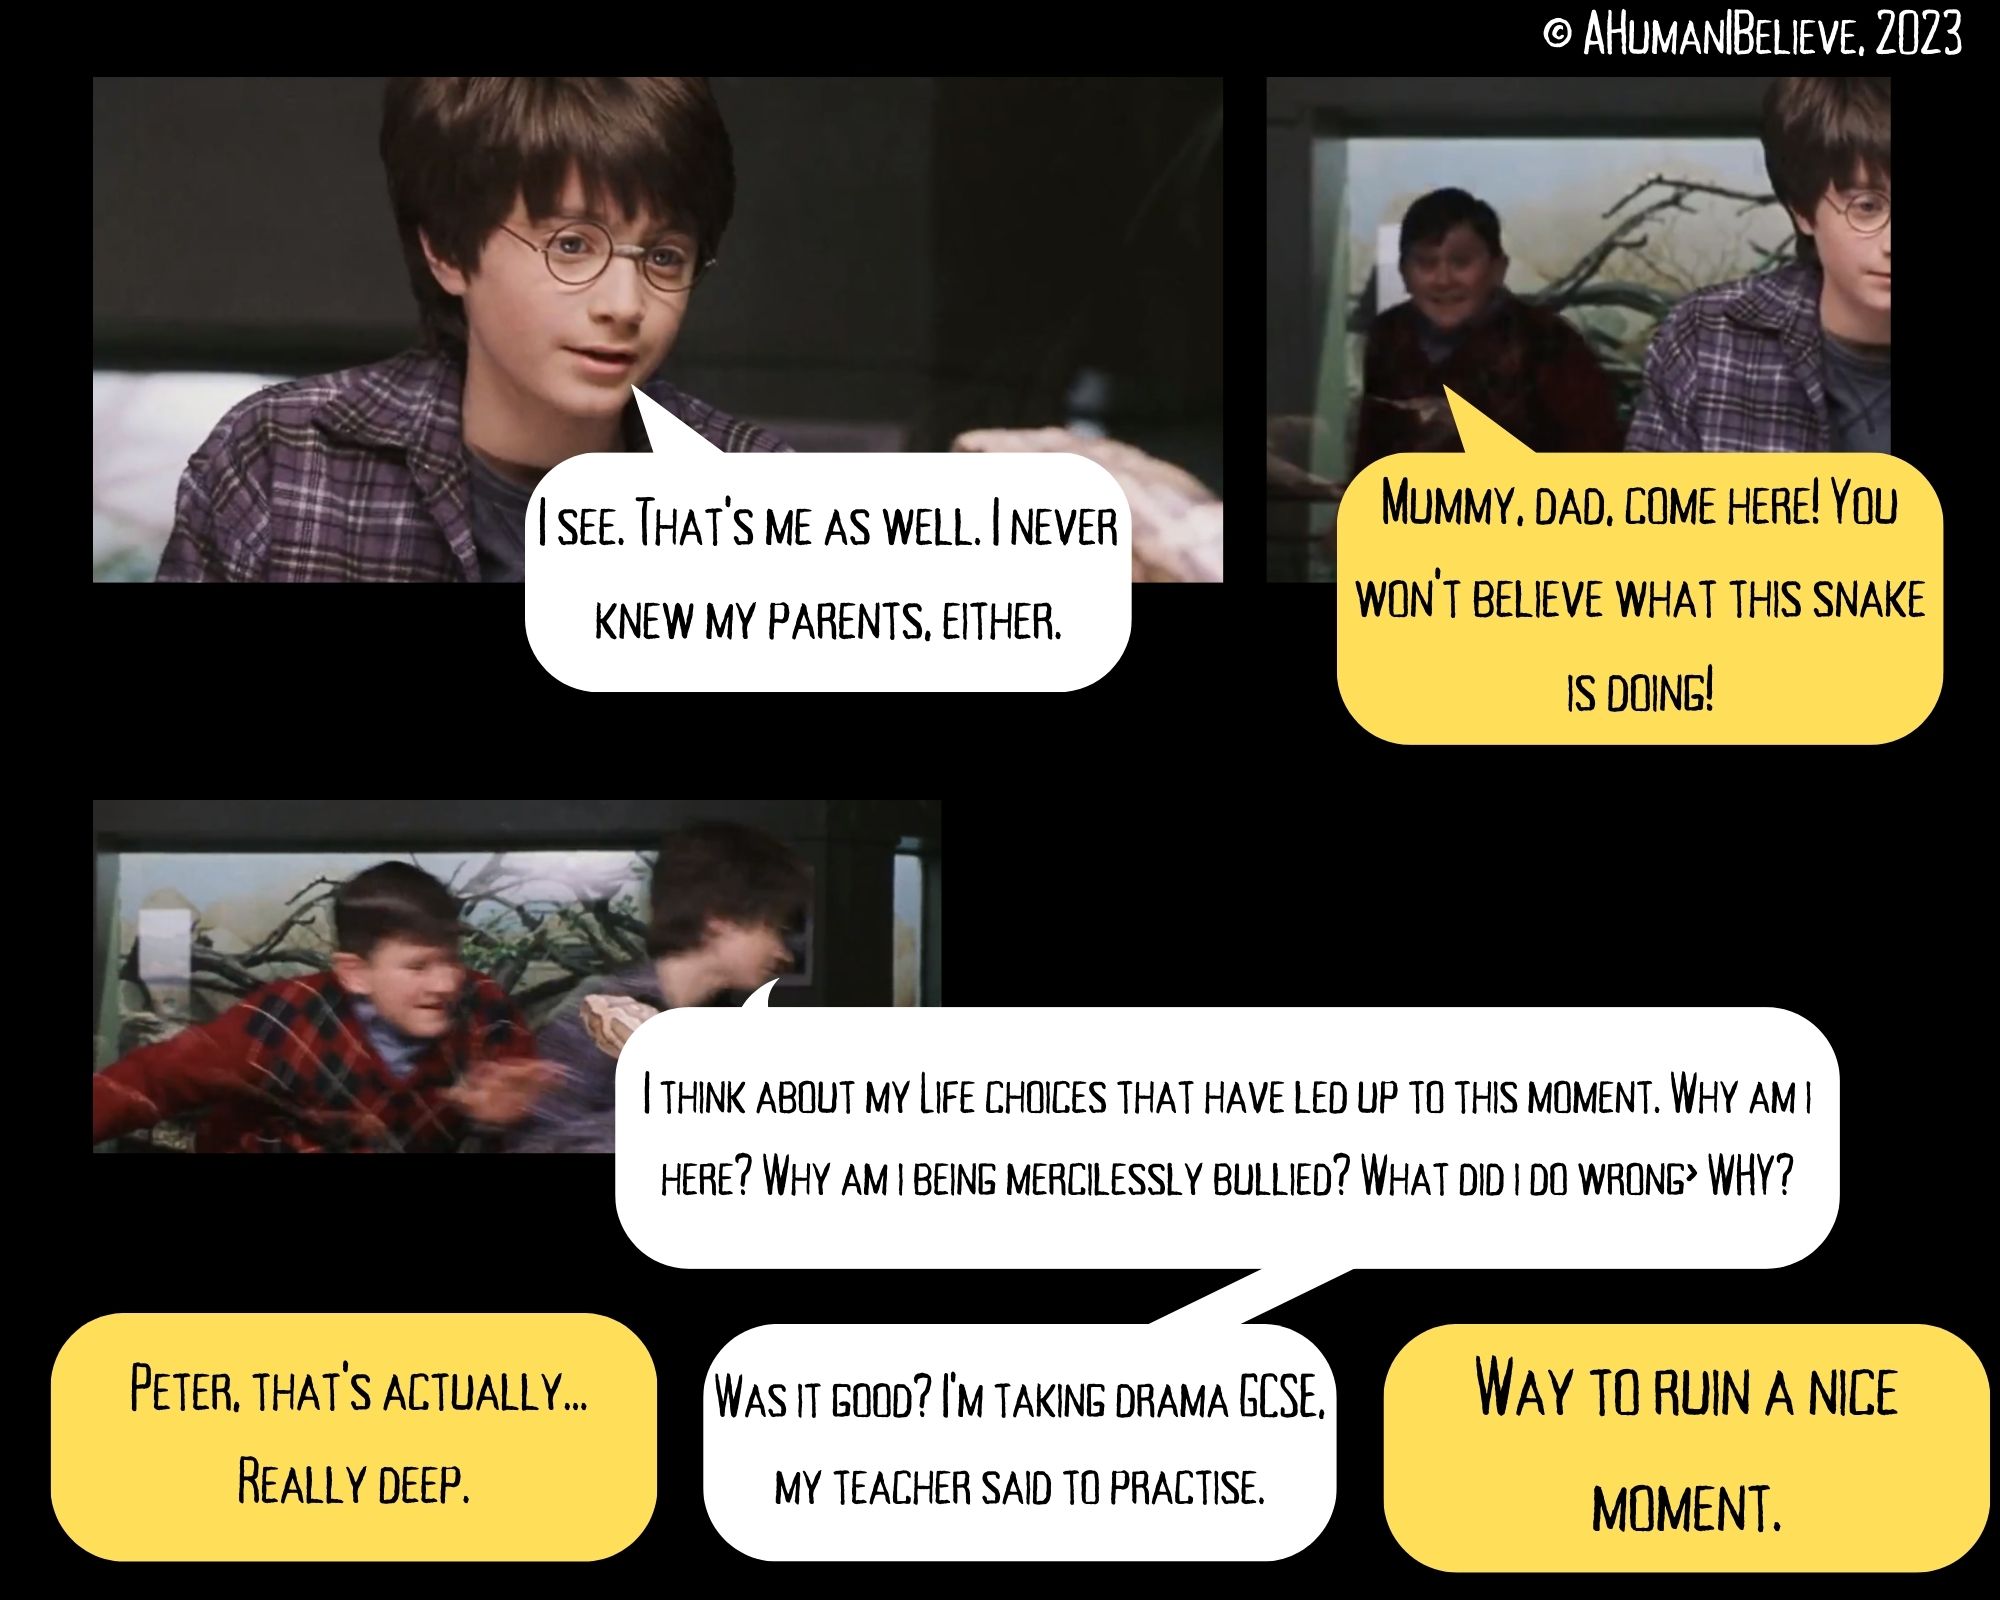 © AHumanIBelieve, 2023
I see. That's me as well. I never
knew my parents, either.
Mummy, dad, come here! You
won't believe what this snake
is doing!
I think about my Life choices that have led up to this moment. Why am i
here? Why am i being mercilessly bullied? What did i do wrong> WHY?
Peter, that's actually...
Really deep.
Was it good? I'm taking drama GCSE,
my teacher said to practise.
Way to ruin a nice
moment.